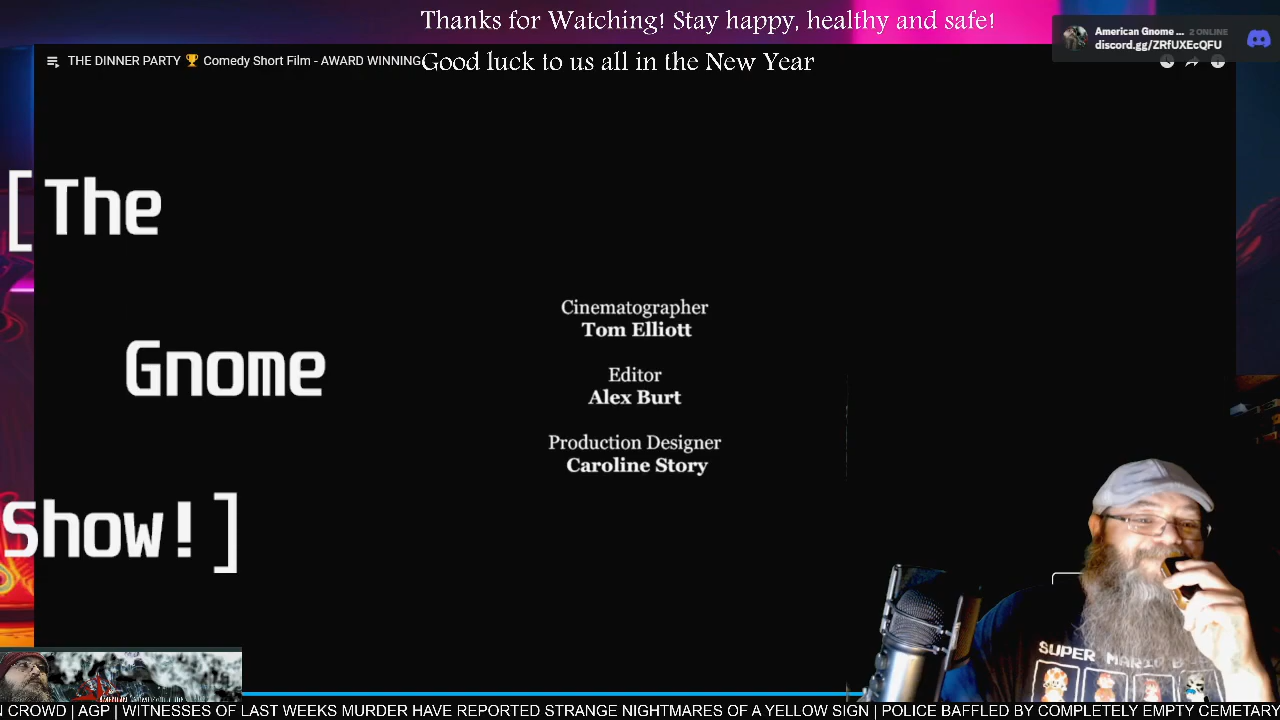 Thanks for Watching! Stay happy, healthy and safe!
American Gnome ... 2 ONLINE
discord.gg/ZRfUXEcQFU
THE DINNER PARTY 🏆 Comedy Short Film - AWARD WINNING
Good luck to us all in the New Year
[The
Gnome
Show!]
Cinematographer
Tom Elliott
Editor
Alex Burt
Production Designer
Caroline Story
SUPER MARIO B
CROWD | AGP | WITNESSES OF LAST WEEKS MURDER HAVE REPORTED STRANGE NIGHTMARES OF A YELLOW SIGN | POLICE BAFFLED BY COMPLETELY EMPTY CEMETARY